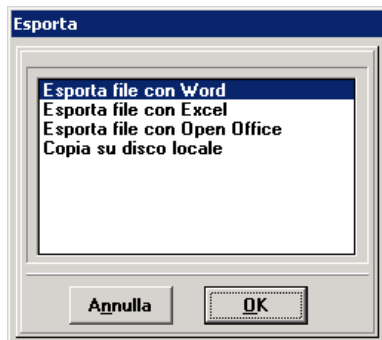 Esporta
Esporta file con Word
Esporta file con Excel
Esporta file con Open Office
Copia su disco locale
Annulla
OK